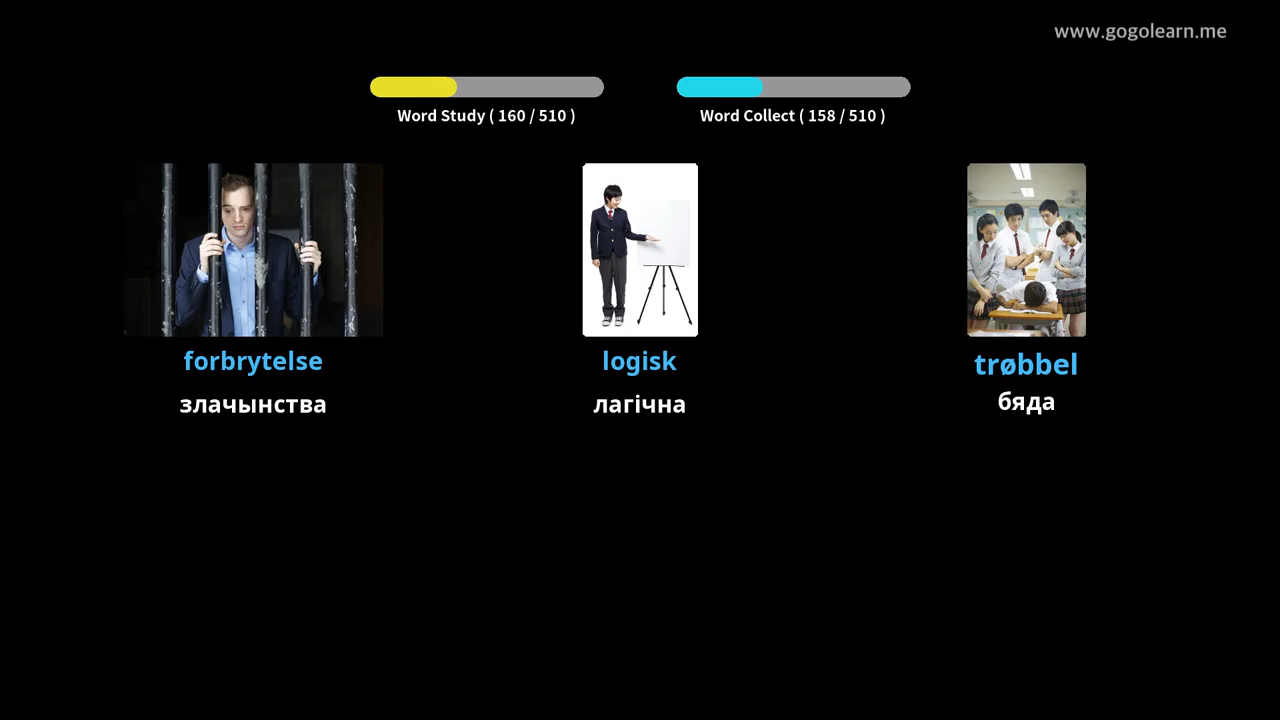 www.gogolearn.me
Word Study ( 160 / 510 )
Word Collect ( 158 / 510 )
forbrytelse
logisk
trøbbel
злачынства
лагічна
бяда